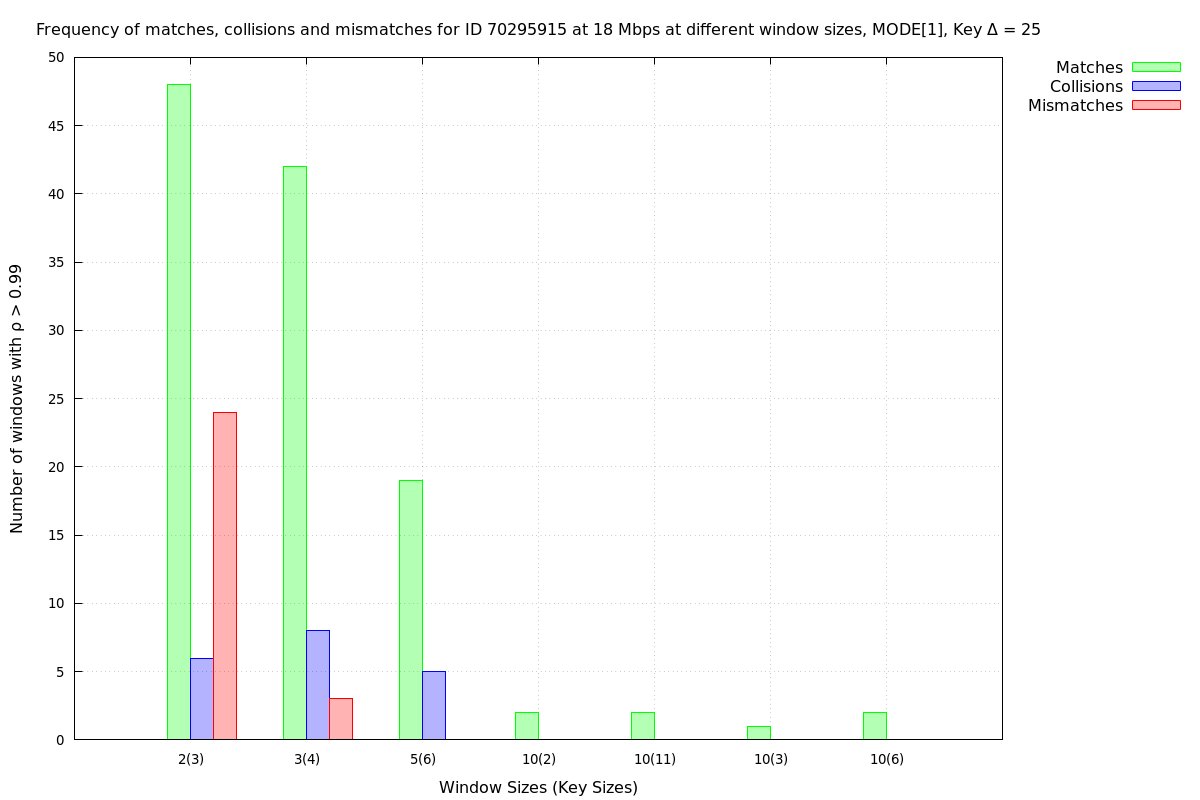 Frequency of matches, collisions and mismatches for ID 70295915 at 18 Mbps at different window sizes, MODE[1], Key Δ = 25
Matches
Collisions
Mismatches
Number of windows with ρ > 0.99
50
45
40
35
30
25
20
15
10
5
0
2(3) 3(4) 5(6) 10(2) 10(11) 10(3) 10(6)
Window Sizes (Key Sizes)